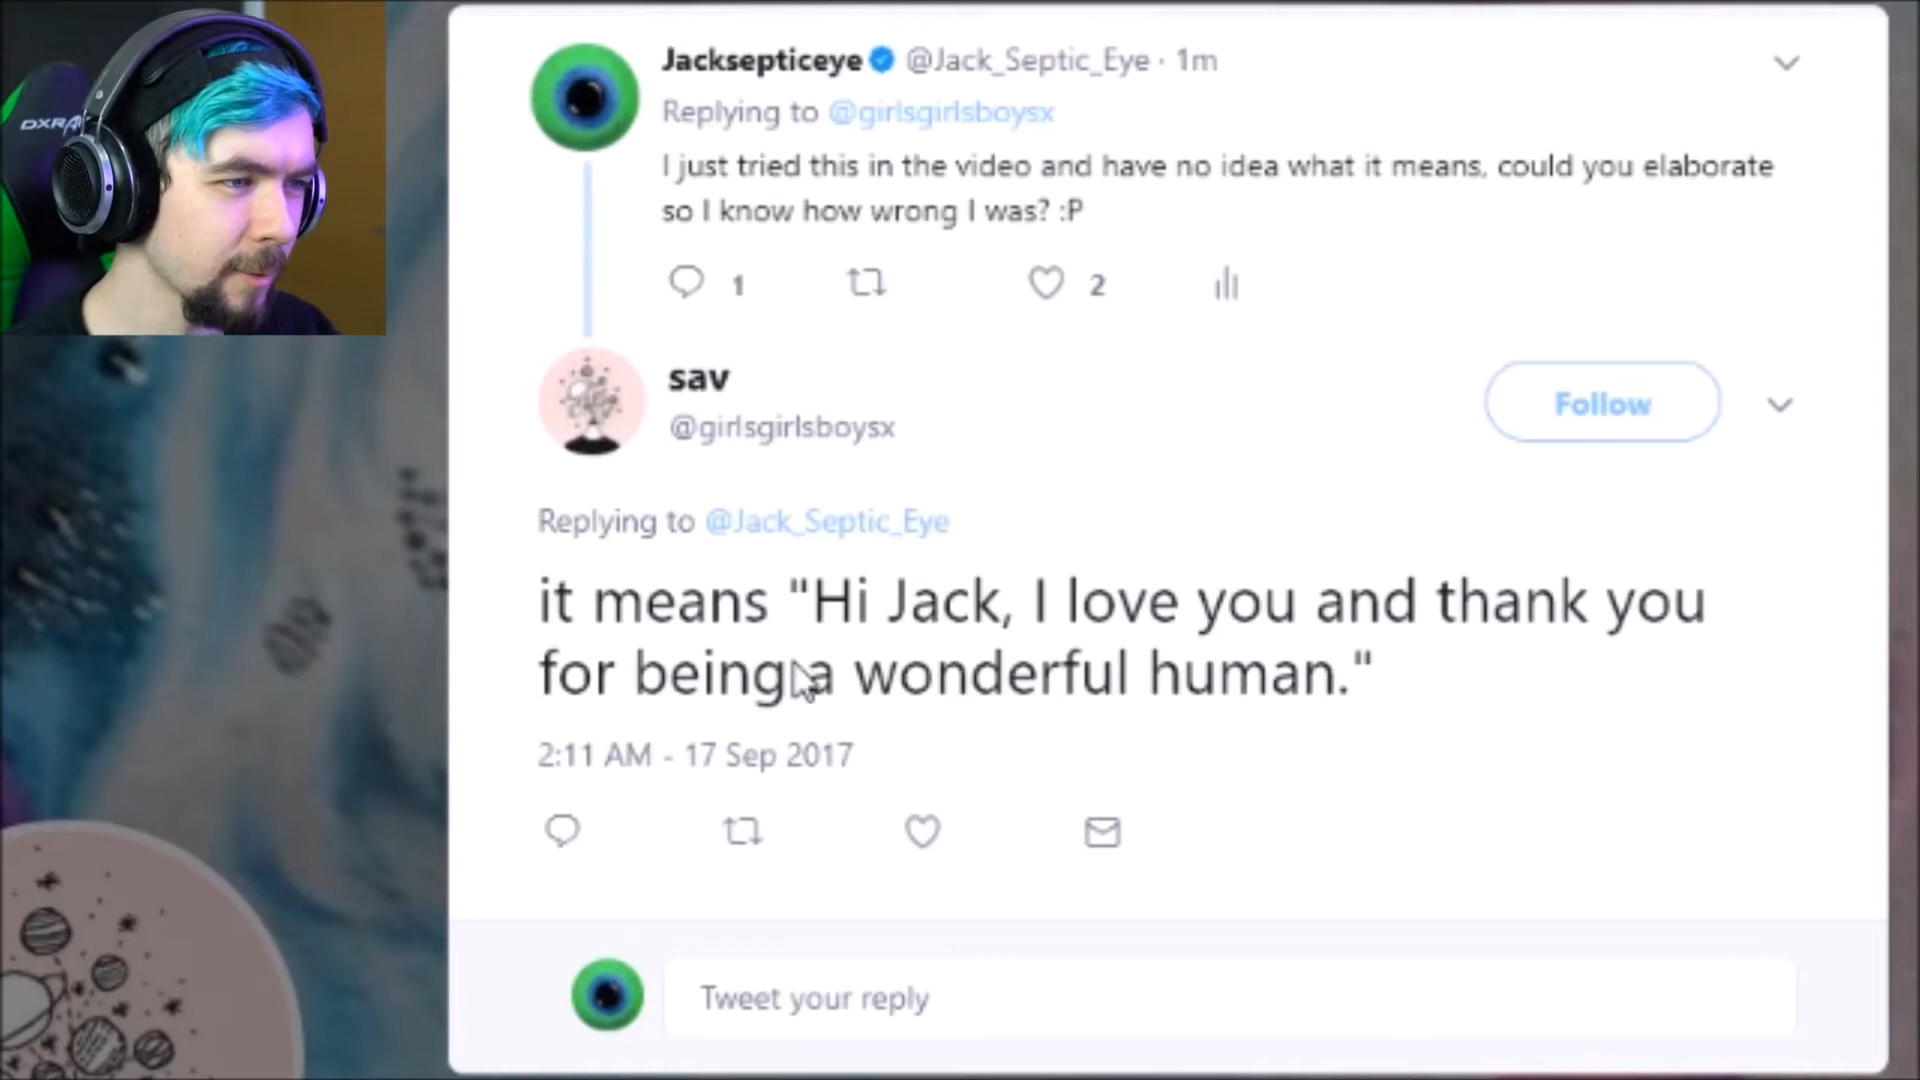 DXRA
Jacksepticeye @Jack_Septic_Eye · 1m
Replying to @girlsgirlsboysx
I just tried this in the video and have no idea what it means, could you elaborate
so I know how wrong I was? :P
1 2
sav
@girlsgirlsboysx
Follow
Replying to @Jack_Septic_Eye
it means "Hi Jack, I love you and thank you
for being a wonderful human."
2:11 AM - 17 Sep 2017
Tweet your reply